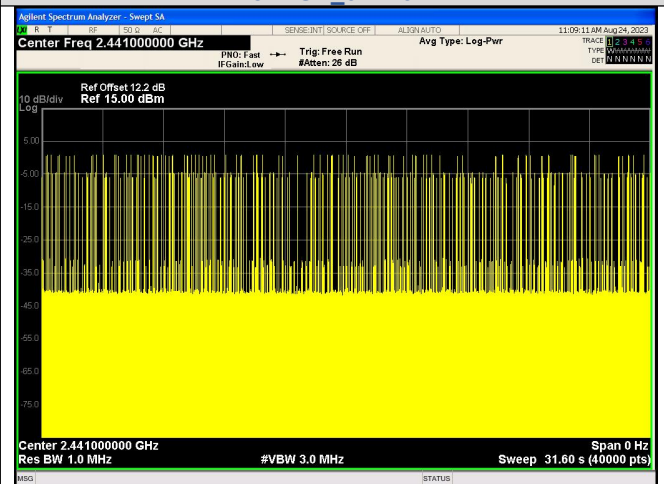 Agilent Spectrum Analyzer - Swept SA
LXI R T RF 50 Ω AC SENSE:INT SOURCE OFF ALIGN AUTO 11:09:11 AM Aug 24, 2023
Center Freq 2.441000000 GHz Avg Type: Log-Pwr TRACE 1 2 3 4 5 6
PNO: Fast Trig: Free Run TYPE W
IFGain:Low #Atten: 26 dB DET N N N N N N
Ref Offset 12.2 dB
10 dB/div Ref 15.00 dBm
Log
5.00
-5.00
-15.0
-25.0
-35.0
-45.0
-55.0
-65.0
-75.0
Center 2.441000000 GHz Span 0 Hz
Res BW 1.0 MHz #VBW 3.0 MHz Sweep 31.60 s (40000 pts)
MSG STATUS